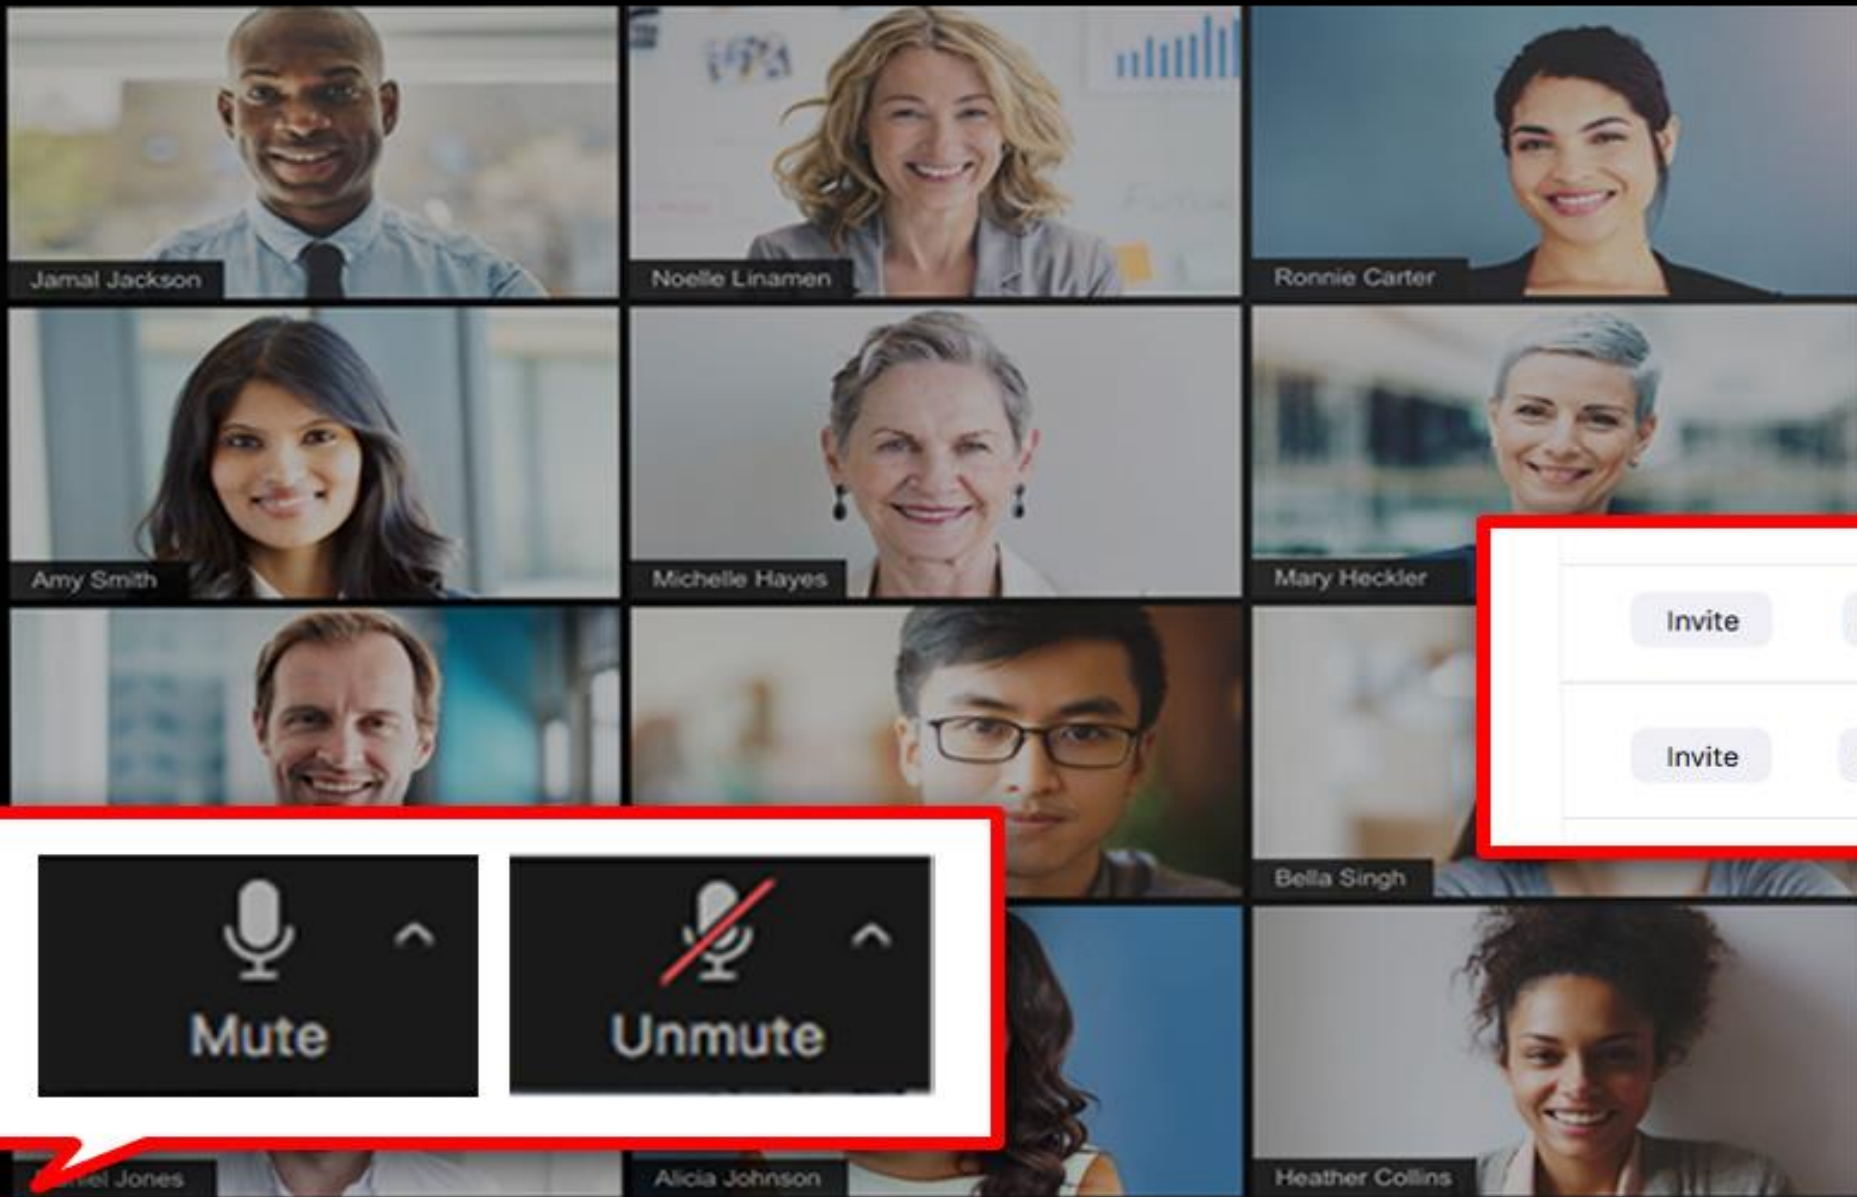 Jamal Jackson
Noelle Linamen
Ronnie Carter
Amy Smith
Michelle Hayes
Mary Heckler
Invite
Invite
Bella Singh
Mute
Unmute
Jones
Alicia Johnson
Heather Collins